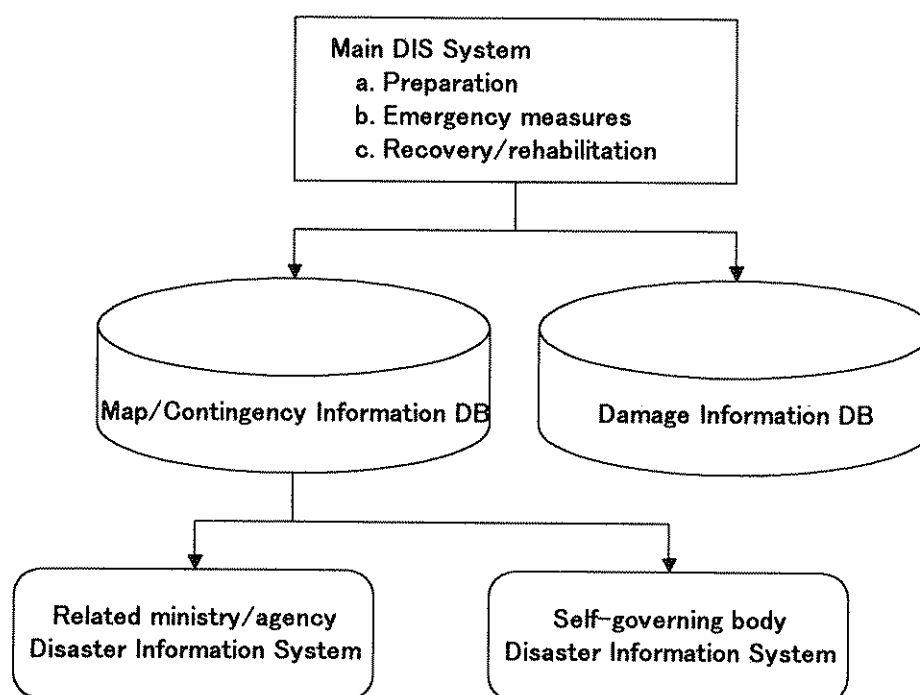 Main DIS System
a. Preparation
b. Emergency measures
c. Recovery/rehabilitation
Map/Contingency Information DB
Damage Information DB
Related ministry/agency
Disaster Information System
Self-governing body
Disaster Information System